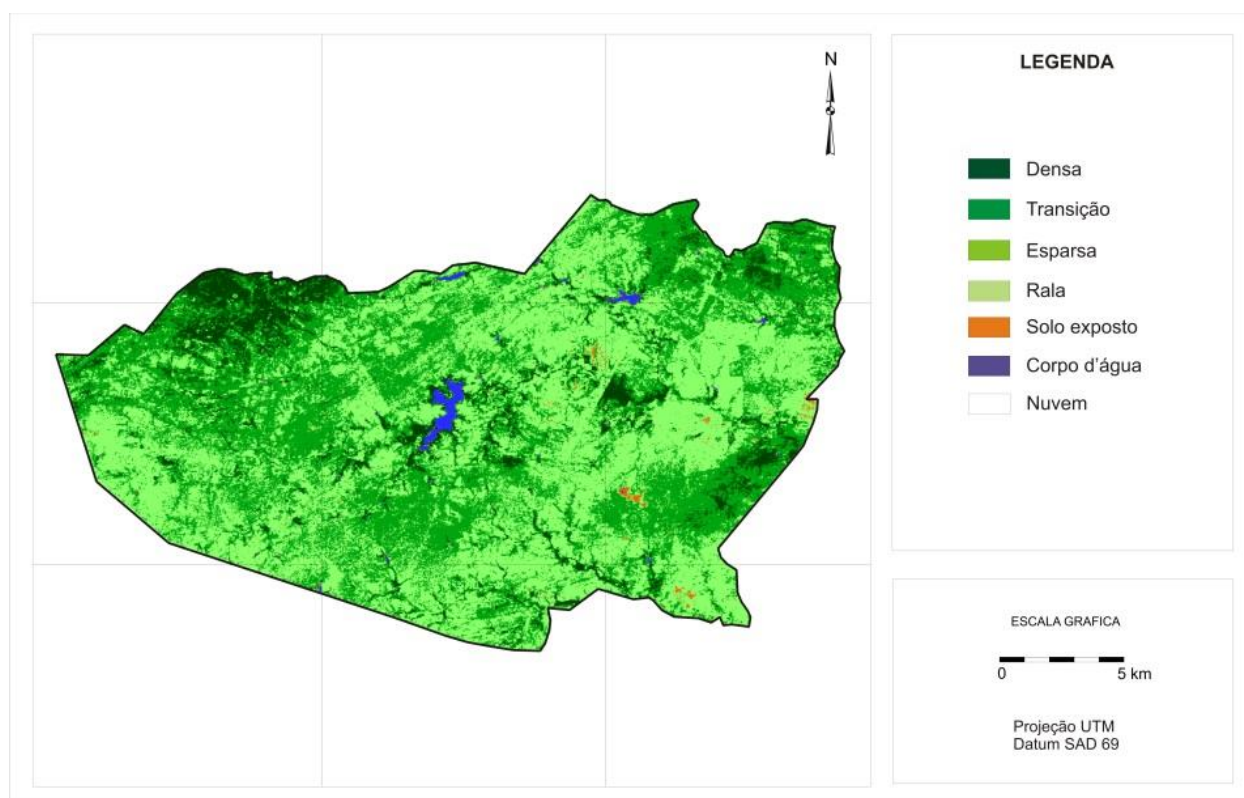 N
LEGENDA
Densa
Transição
Esparsa
Rala
Solo exposto
Corpo d'água
Nuvem
ESCALA GRAFICA
0 5 km
Projeção UTM
Datum SAD 69